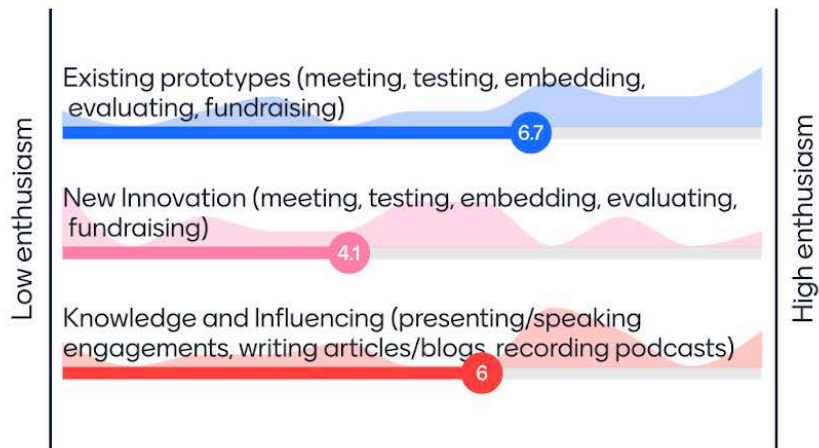 Low enthusiasm
Existing prototypes (meeting, testing, embedding,
evaluating, fundraising)
6.7
New Innovation (meeting, testing, embedding, evaluating,
fundraising)
4.1
Knowledge and Influencing (presenting/speaking
engagements, writing articles/blogs, recording podcasts)
6
High enthusiasm